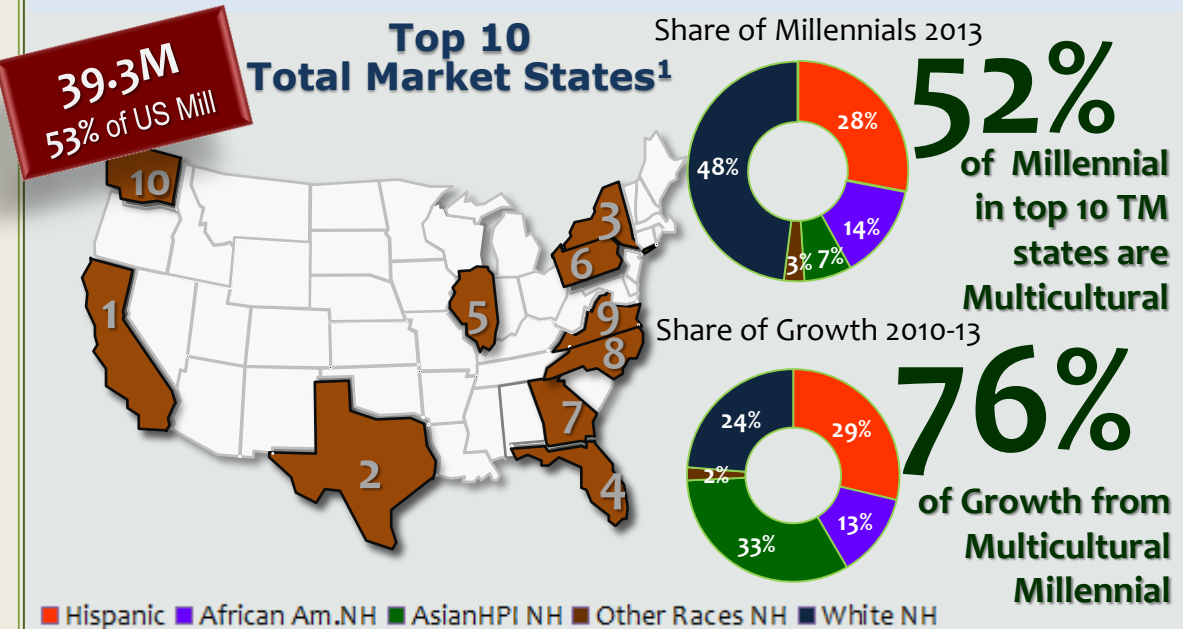 39.3M
53% of US Mill
Top 10
Total Market States¹
10
1
2
3
6
5
9
8
7
4
Share of Millennials 2013
28%
48%
14%
3%
7%
52%
of Millennial
in top 10 TM
states are
Multicultural
Share of Growth 2010-13
24%
29%
2%
13%
33%
76%
of Growth from
Multicultural
Millennial
Hispanic African Am.NH AsianHPI NH Other Races NH White NH